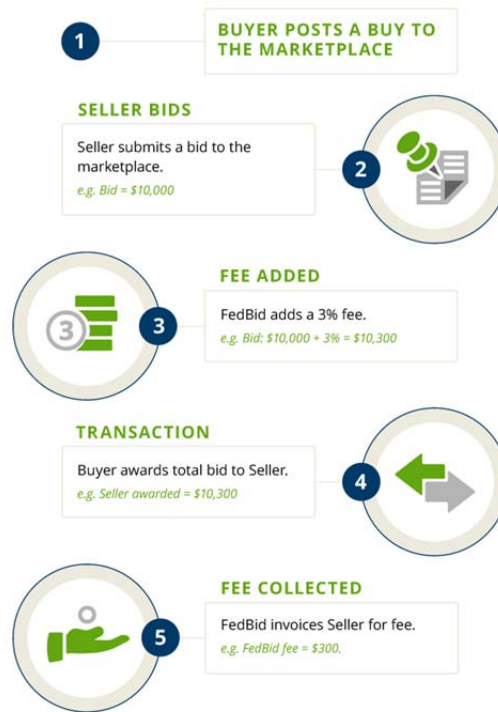 1
BUYER POSTS A BUY TO
THE MARKETPLACE
SELLER BIDS
Seller submits a bid to the
marketplace.
e.g. Bid = $10,000
2
FEE ADDED
FedBid adds a 3% fee.
e.g. Bid: $10,000 + 3% = $10,300
3
3
TRANSACTION
Buyer awards total bid to Seller.
e.g. Seller awarded = $10,300
4
FEE COLLECTED
FedBid invoices Seller for fee.
e.g. FedBid fee = $300.
5